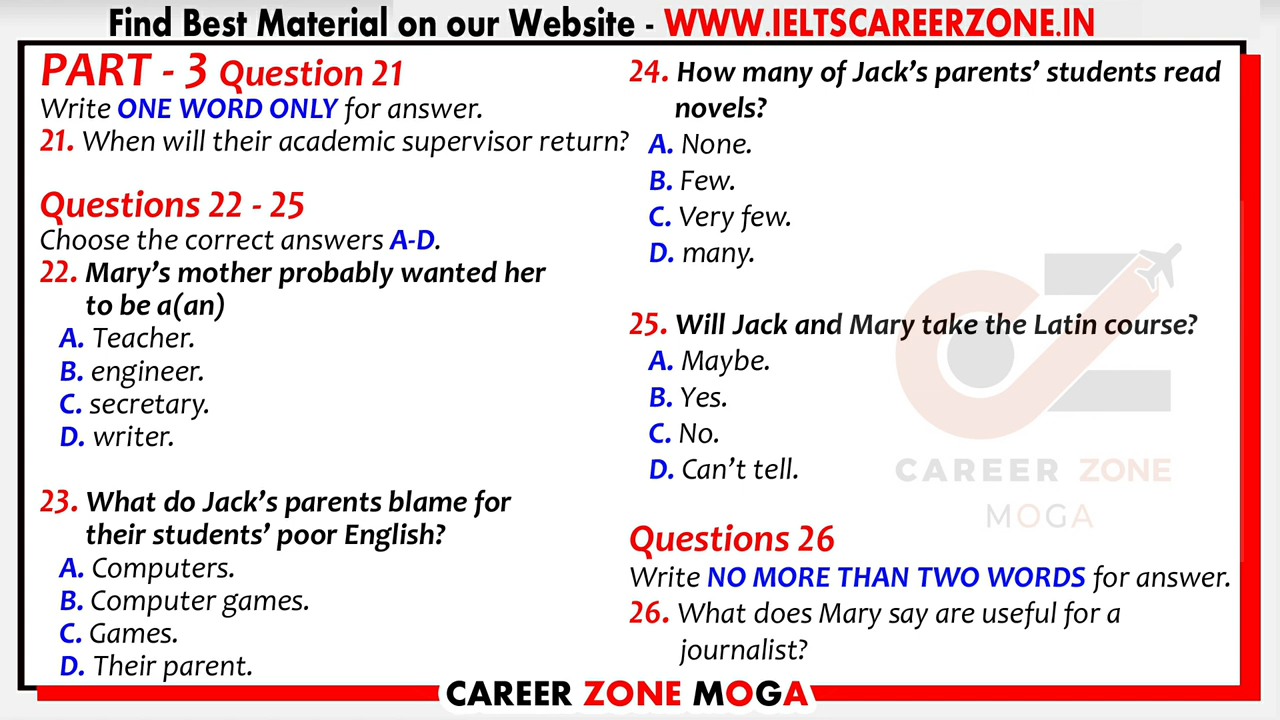 Find Best Material on our Website - WWW.IELTSCAREERZONE.IN
PART - 3 Question 21
Write ONE WORD ONLY for answer.
21. When will their academic supervisor return?
Questions 22 - 25
Choose the correct answers A-D.
22. Mary's mother probably wanted her
to be a(an)
A. Teacher.
B. engineer.
C. secretary.
D. writer.
23. What do Jack's parents blame for
their students' poor English?
A. Computers.
B. Computer games.
C. Games.
D. Their parent.
24. How many of Jack's parents' students read
novels?
A. None.
B. Few.
C. Very few.
D. many.
25. Will Jack and Mary take the Latin course?
A. Maybe.
B. Yes.
C. No.
D. Can't tell.
CAREER ZONE
MOGA
Questions 26
Write NO MORE THAN TWO WORDS for answer.
26. What does Mary say are useful for a
journalist?
CAREER ZONE MOGA